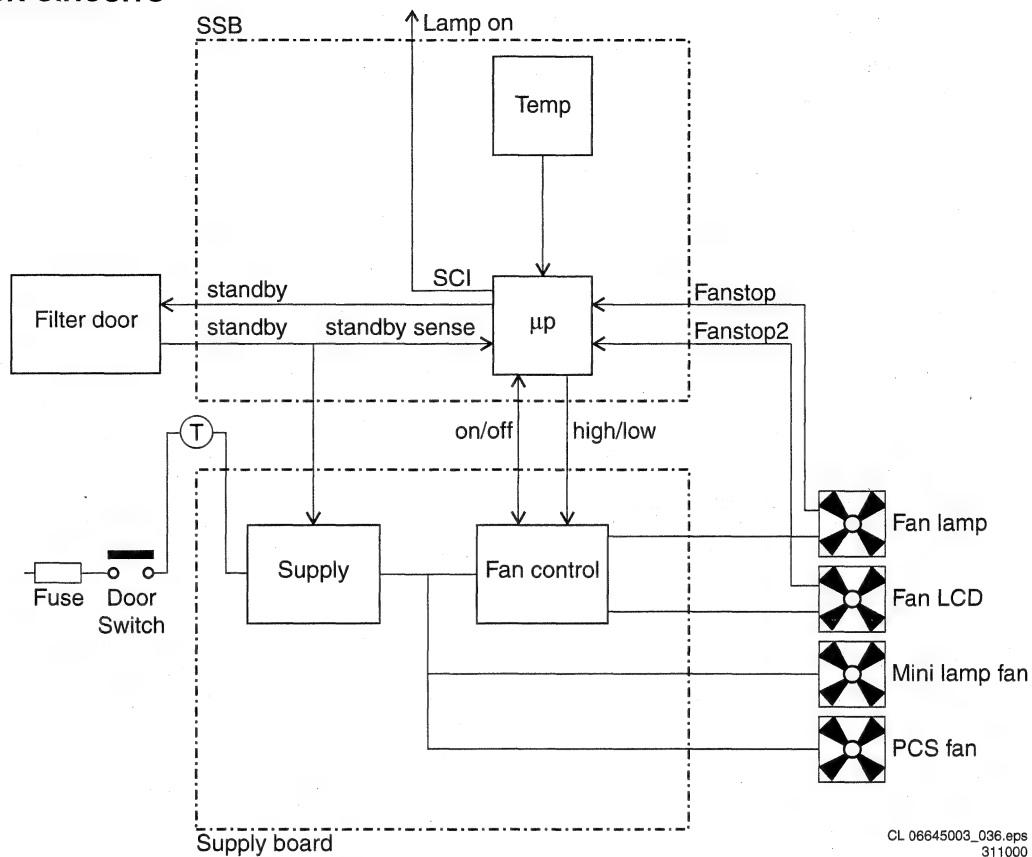 SSB
Lamp on
Temp
SCI
standby
Fanstop
Filter door
μp
standby
standby sense
Fanstop2
T
on/off
high/low
Fan lamp
Supply
Fan control
Fuse
Door
Switch
Fan LCD
Mini lamp fan
PCS fan
Supply board
CL 06645003_036.eps
311000